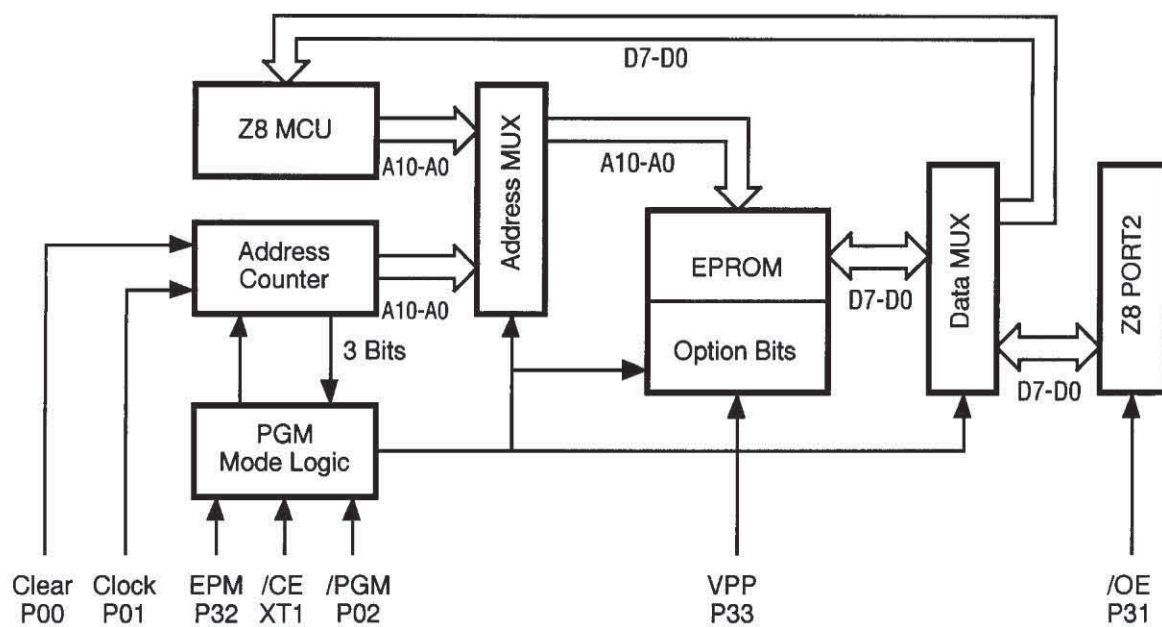 D7-D0
Z8 MCU
A10-A0
Address MUX
A10-A0
Address
Counter
A10-A0
3 Bits
EPROM
Option Bits
D7-D0
Data MUX
D7-D0
Z8 PORT2
PGM
Mode Logic
Clear
P00
Clock
P01
EPM
P32
/CE
XT1
/PGM
P02
VPP
P33
/OE
P31